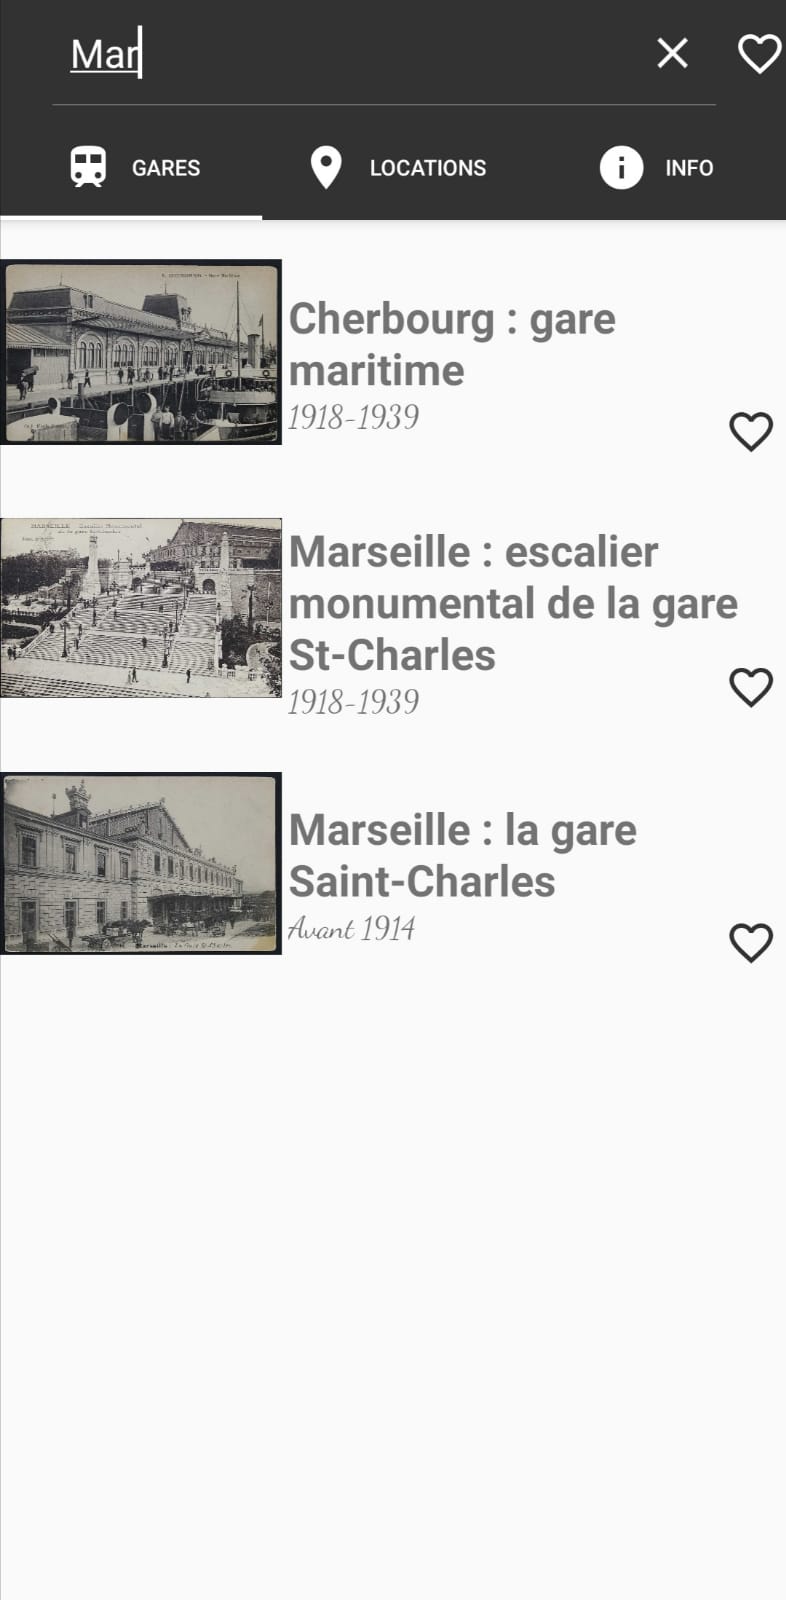 Mar
GARES
LOCATIONS
INFO
Cherbourg : gare
maritime
1918-1939
MARSEILLE
Marseille : escalier
monumental de la gare
St-Charles
1918-1939
Marseille : la gare
Saint-Charles
Avant 1914